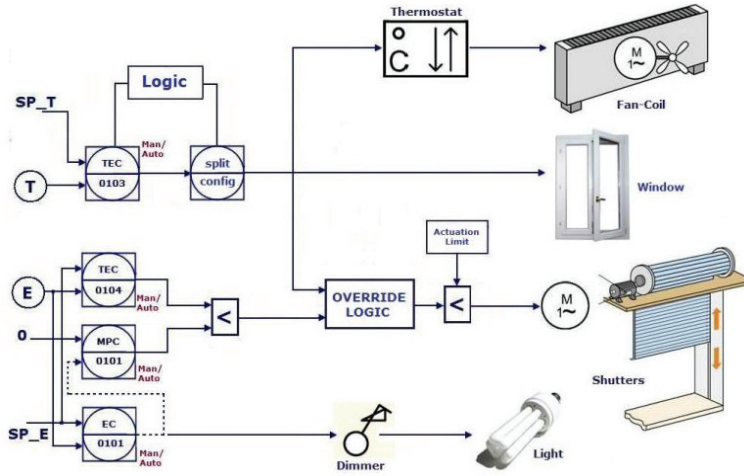 Thermostat
o
C
M
1~
Fan-Coil
Logic
SP_T
Man/
Auto
TEC
0103
split
config
T
Window
Actuation
Limit
TEC
0104
Man/
Auto
E
<
OVERRIDE
LOGIC
<
M
1~
0
MPC
0101
Man/
Auto
Shutters
SP_E
EC
0101
Man/
Auto
Dimmer
Light